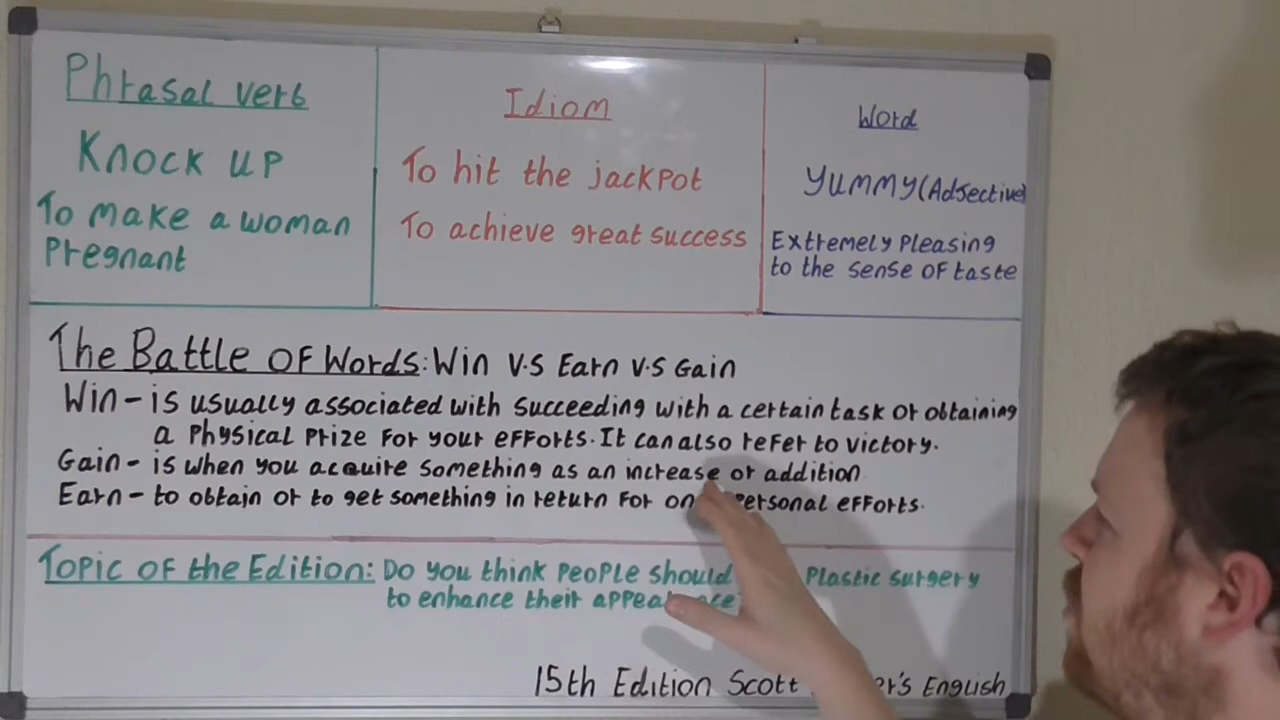 Phrasal verb
Knock up
To make a woman
Pregnant
Idiom
To hit the jackpot
To achieve great success
Word
Yummy (Adjective)
Extremely Pleasing
to the sense of taste
The Battle of Words: Win V.S Earn V.S Gain
Win - is usually associated with succeeding with a certain task or obtaining
a Physical Prize for your efforts. It can also refer to victory.
Gain - is when you acquire something as an increase or addition
Earn - to obtain or to get something in return for Personal efforts.
Topic of the Edition: Do you think People should Plastic surgery
to enhance their
15th Edition Scott English